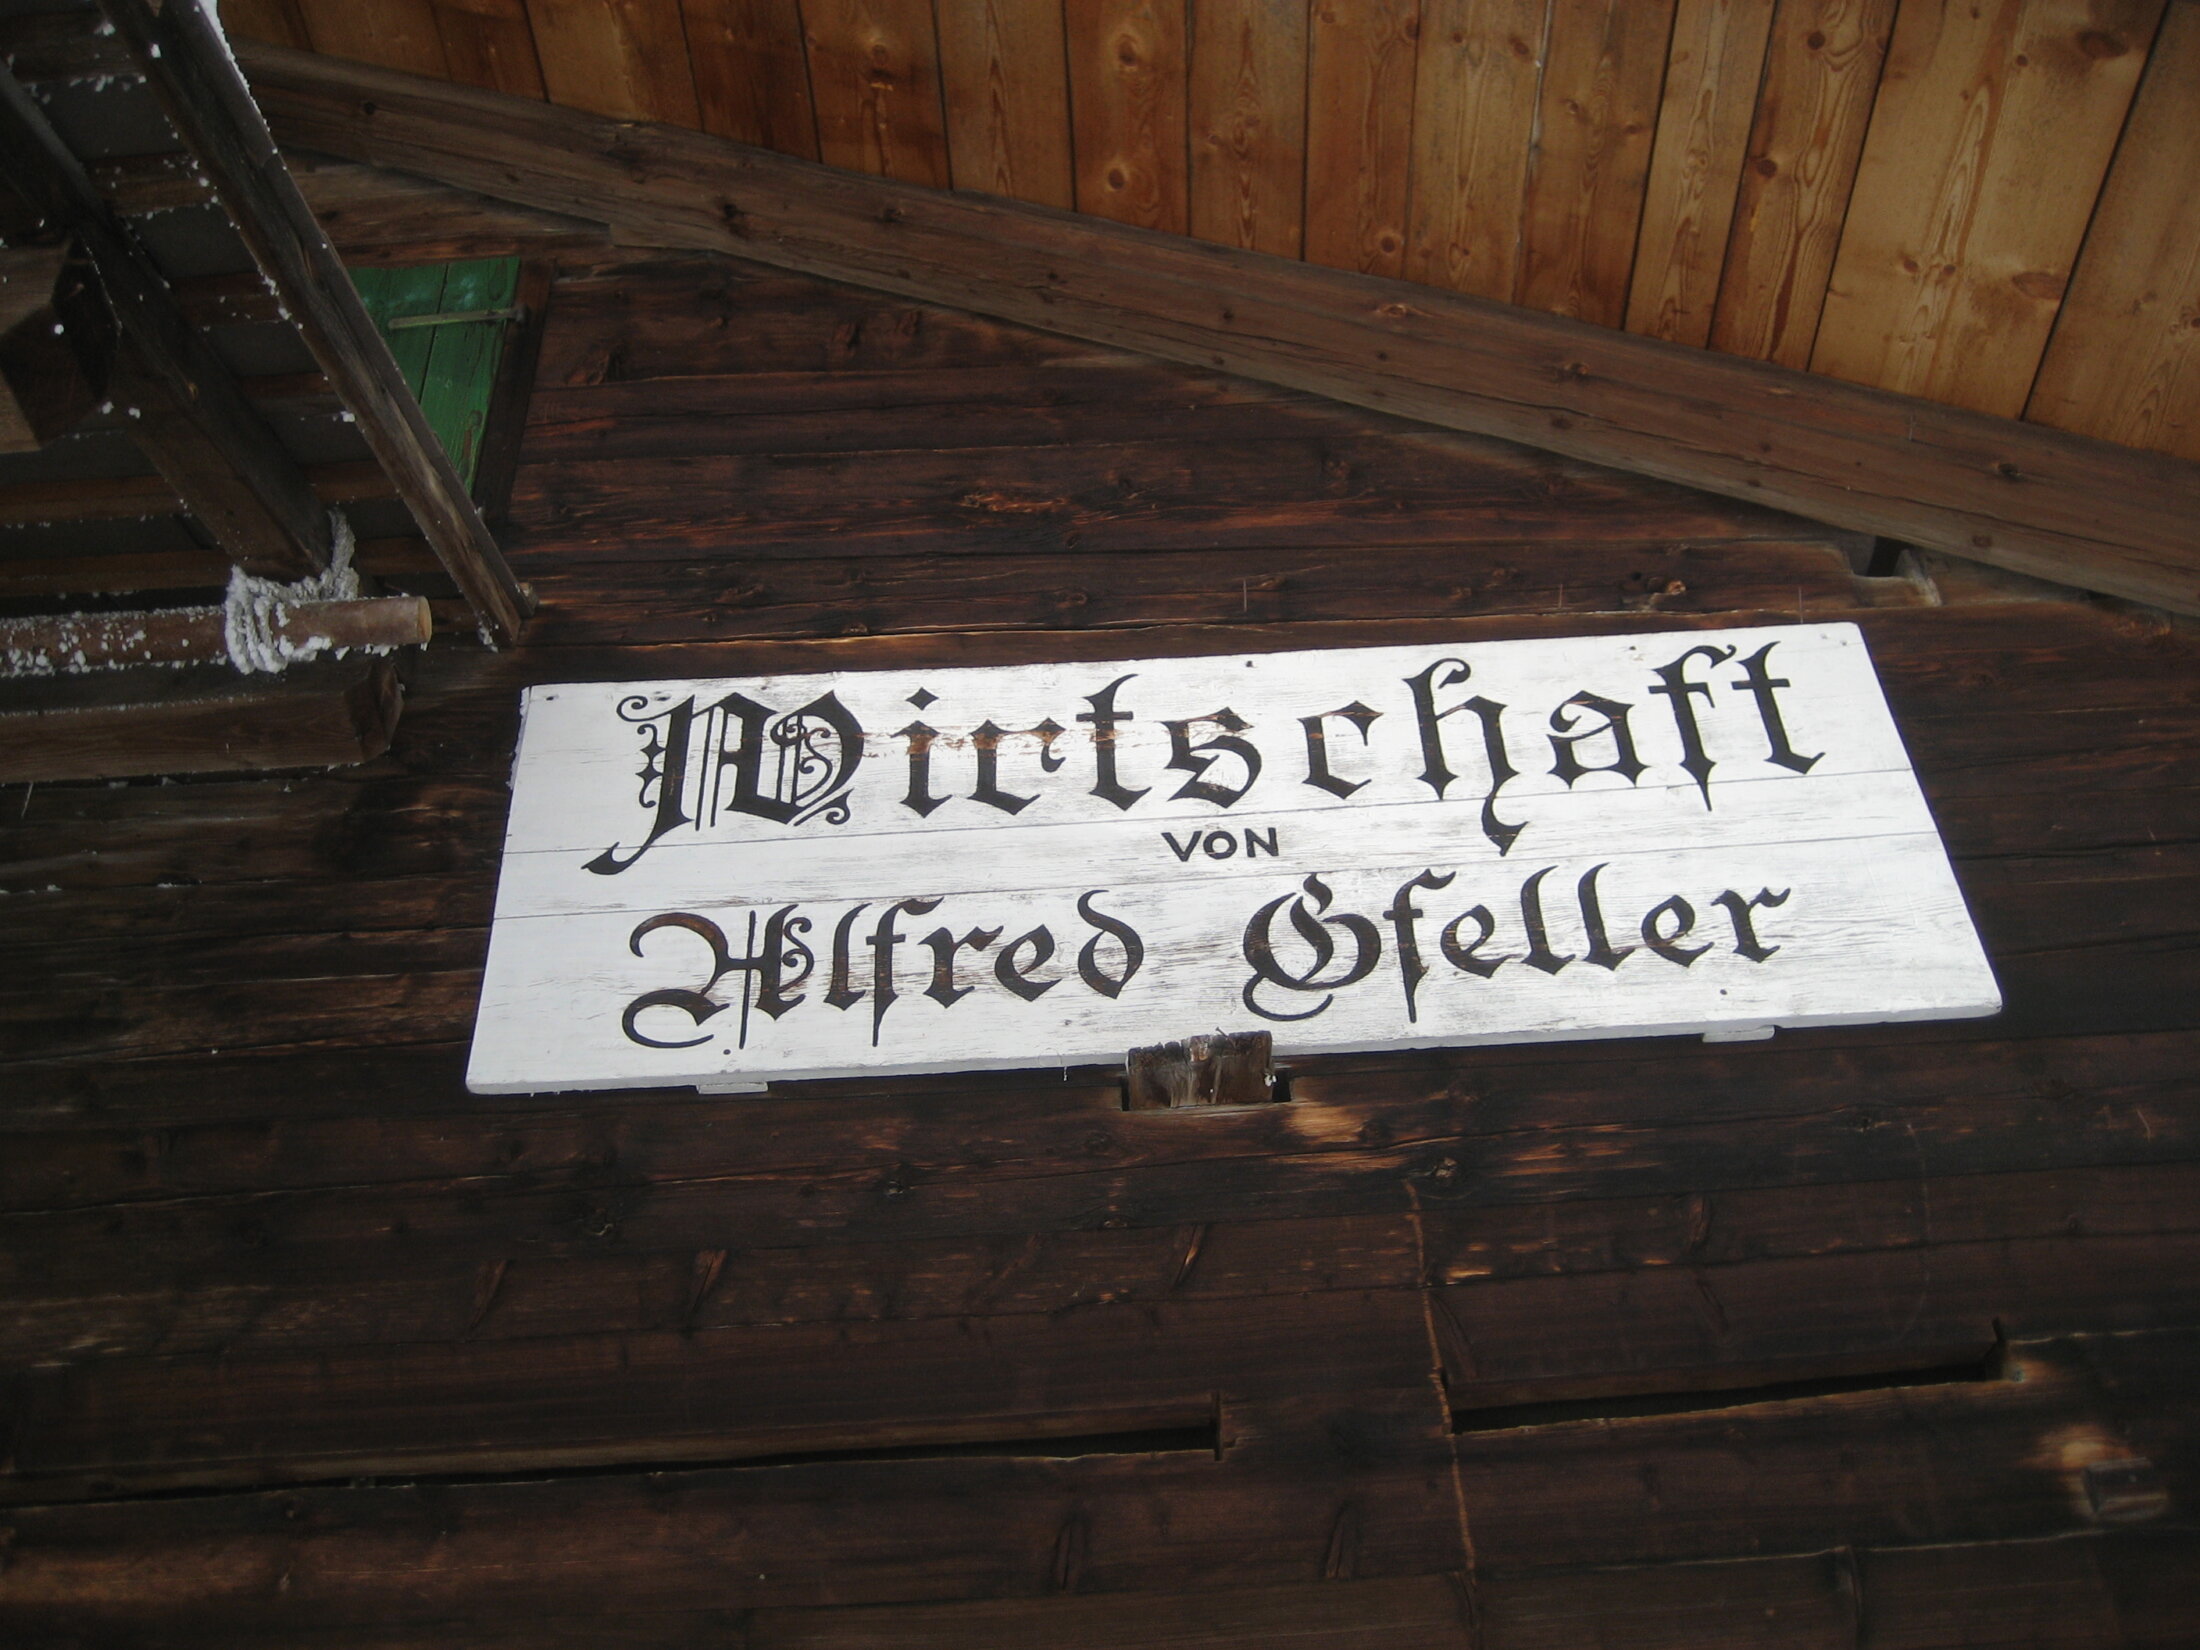 Wirtschaft
VON
Alfred Gfeller